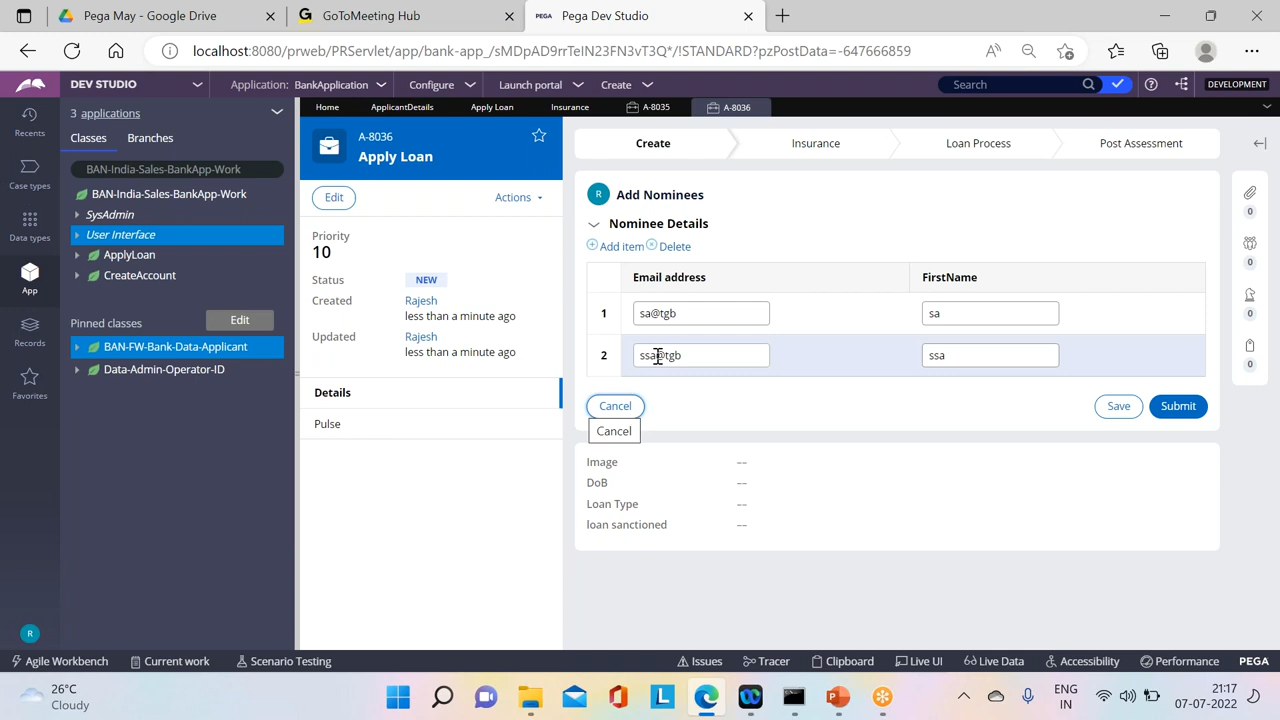 Pega May - Google Drive
GoToMeeting Hub
PEGA Pega Dev Studio
localhost:8080/prweb/PRServlet/app/bank-app_/sMDpAD9rrTeIN23FN3vT3Q*/!STANDARD?pzPostData=-647666859
DEV STUDIO
Application: BankApplication
Configure
Launch portal
Create
Search
DEVELOPMENT
Home
ApplicantDetails
Apply Loan
Insurance
A-8035
A-8036
Recents
Case types
Data types
App
Records
Favorites
R
3 applications
Classes
Branches
BAN-India-Sales-BankApp-Work
BAN-India-Sales-BankApp-Work
SysAdmin
User Interface
ApplyLoan
CreateAccount
Pinned classes
Edit
BAN-FW-Bank-Data-Applicant
Data-Admin-Operator-ID
A-8036
Apply Loan
Edit
Actions
Priority
10
Status NEW
Created Rajesh
less than a minute ago
Updated Rajesh
less than a minute ago
Details
Pulse
Create
Insurance
Loan Process
Post Assessment
R Add Nominees
Nominee Details
Add item Delete
Email address FirstName
1 sa@tgb sa
2 ssa@tgb ssa
Cancel Save Submit
Cancel
Image --
DoB --
Loan Type --
loan sanctioned --
0
0
0
0
Agile Workbench
Current work
Scenario Testing
Issues
Tracer
Clipboard
Live UI
Live Data
Accessibility
Performance
PEGA
26°C
Cloudy
L
P
ENG
IN
21:17
07-07-2022